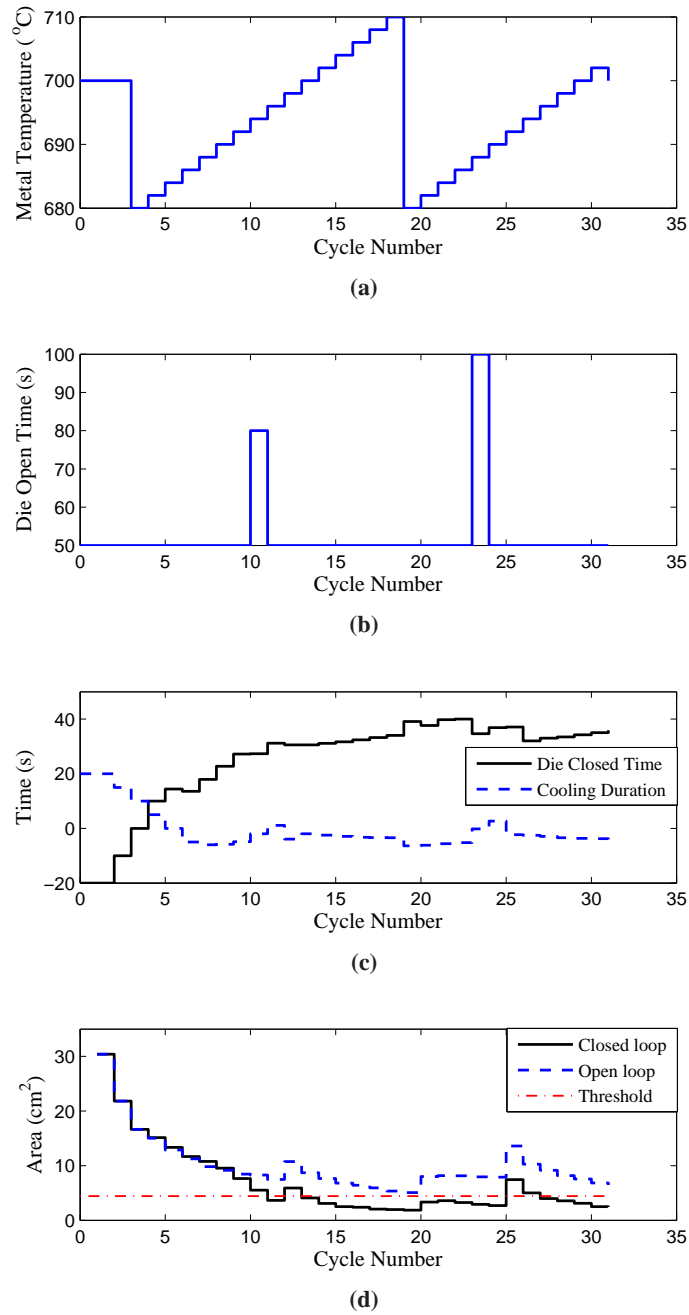 710
700
690
680
Metal Temperature ( °C)
0 5 10 15 20 25 30 35
Cycle Number
(a)
100
90
80
70
60
50
Die Open Time (s)
0 5 10 15 20 25 30 35
Cycle Number
(b)
40
20
0
−20
Time (s)
Die Closed Time
Cooling Duration
0 5 10 15 20 25 30 35
Cycle Number
(c)
30
20
10
0
Area (cm²)
Closed loop
Open loop
Threshold
0 5 10 15 20 25 30 35
Cycle Number
(d)